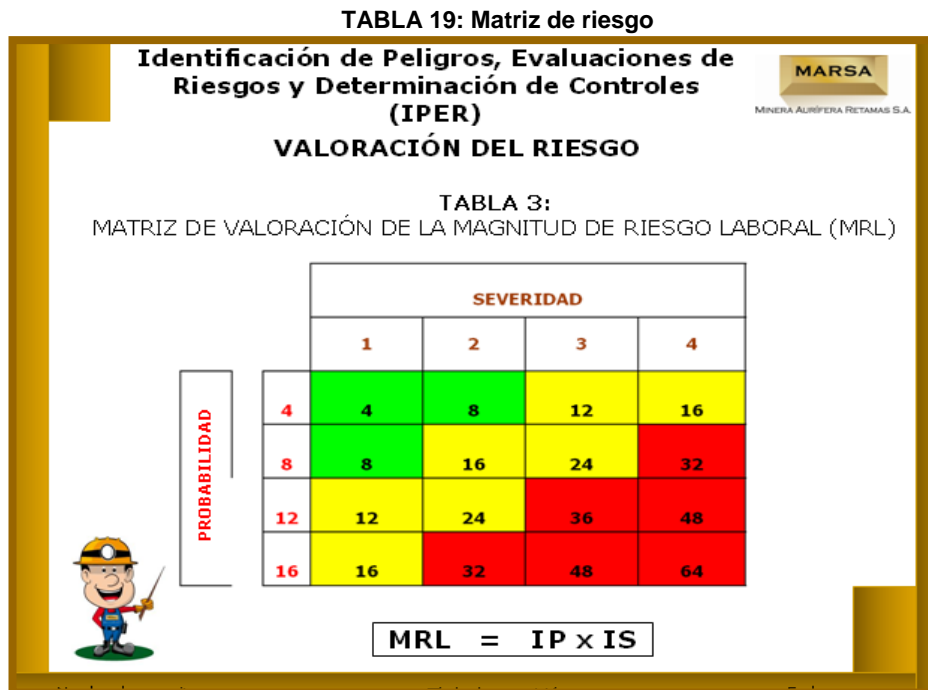 TABLA 19: Matriz de riesgo
Identificación de Peligros, Evaluaciones de
Riesgos y Determinación de Controles
(IPER)
MARSA
MINERA AURÍFERA RETAMAS S.A.
VALORACIÓN DEL RIESGO
TABLA 3:
MATRIZ DE VALORACIÓN DE LA MAGNITUD DE RIESGO LABORAL (MRL)
SEVERIDAD
1 2 3 4
PROBABILIDAD
4 4 8 12 16
8 8 16 24 32
12 12 24 36 48
16 16 32 48 64
MRL = IP x IS